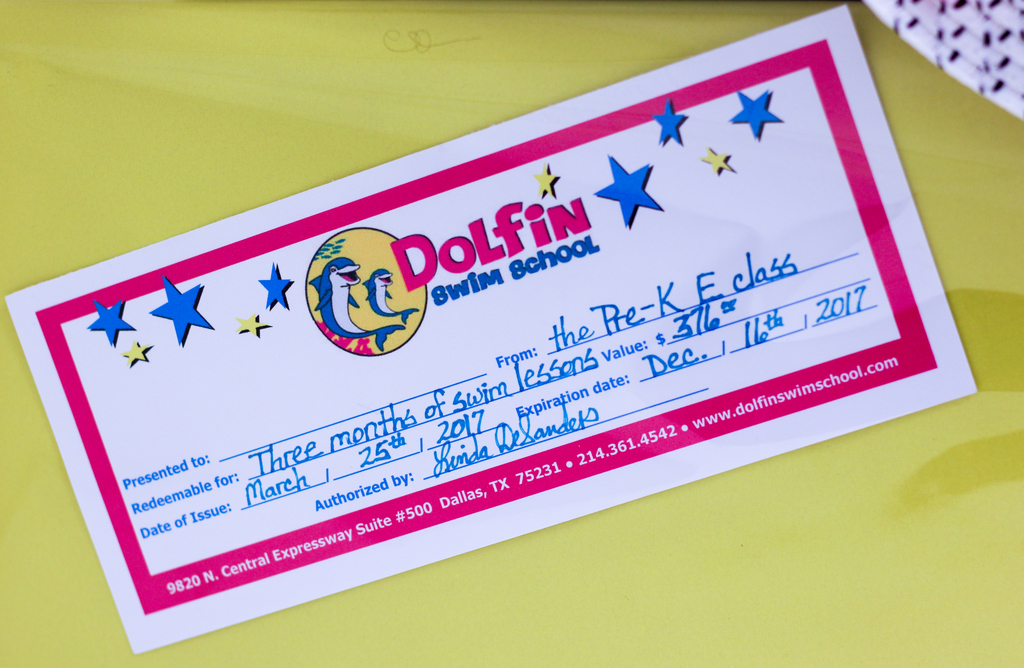 DOLFIN
SWIM SCHOOL
Presented to: From: the Pre-K E class
Redeemable for: Three months of swim lessons Value: $ 376⁰⁰
Date of Issue: March / 25th / 2017 Expiration date: Dec. / 16th / 2017
Authorized by: Linda DeSanders
9820 N. Central Expressway Suite #500 Dallas, TX 75231 • 214.361.4542 • www.dolfinswimschool.com